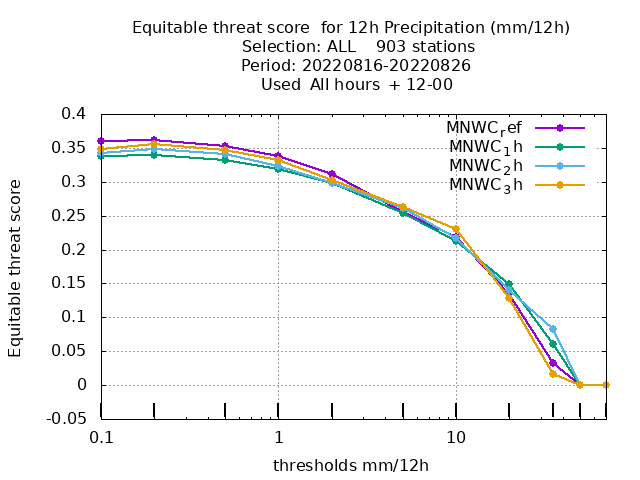 Equitable threat score  for 12h Precipitation (mm/12h)
Selection: ALL    903 stations
Period: 20220816-20220826
Used  All hours  + 12-00
0.4
0.35
0.3
0.25
0.2
0.15
0.1
0.05
0
-0.05
Equitable threat score
MNWC_ref
MNWC_1h
MNWC_2h
MNWC_3h
0.1 1 10
thresholds mm/12h